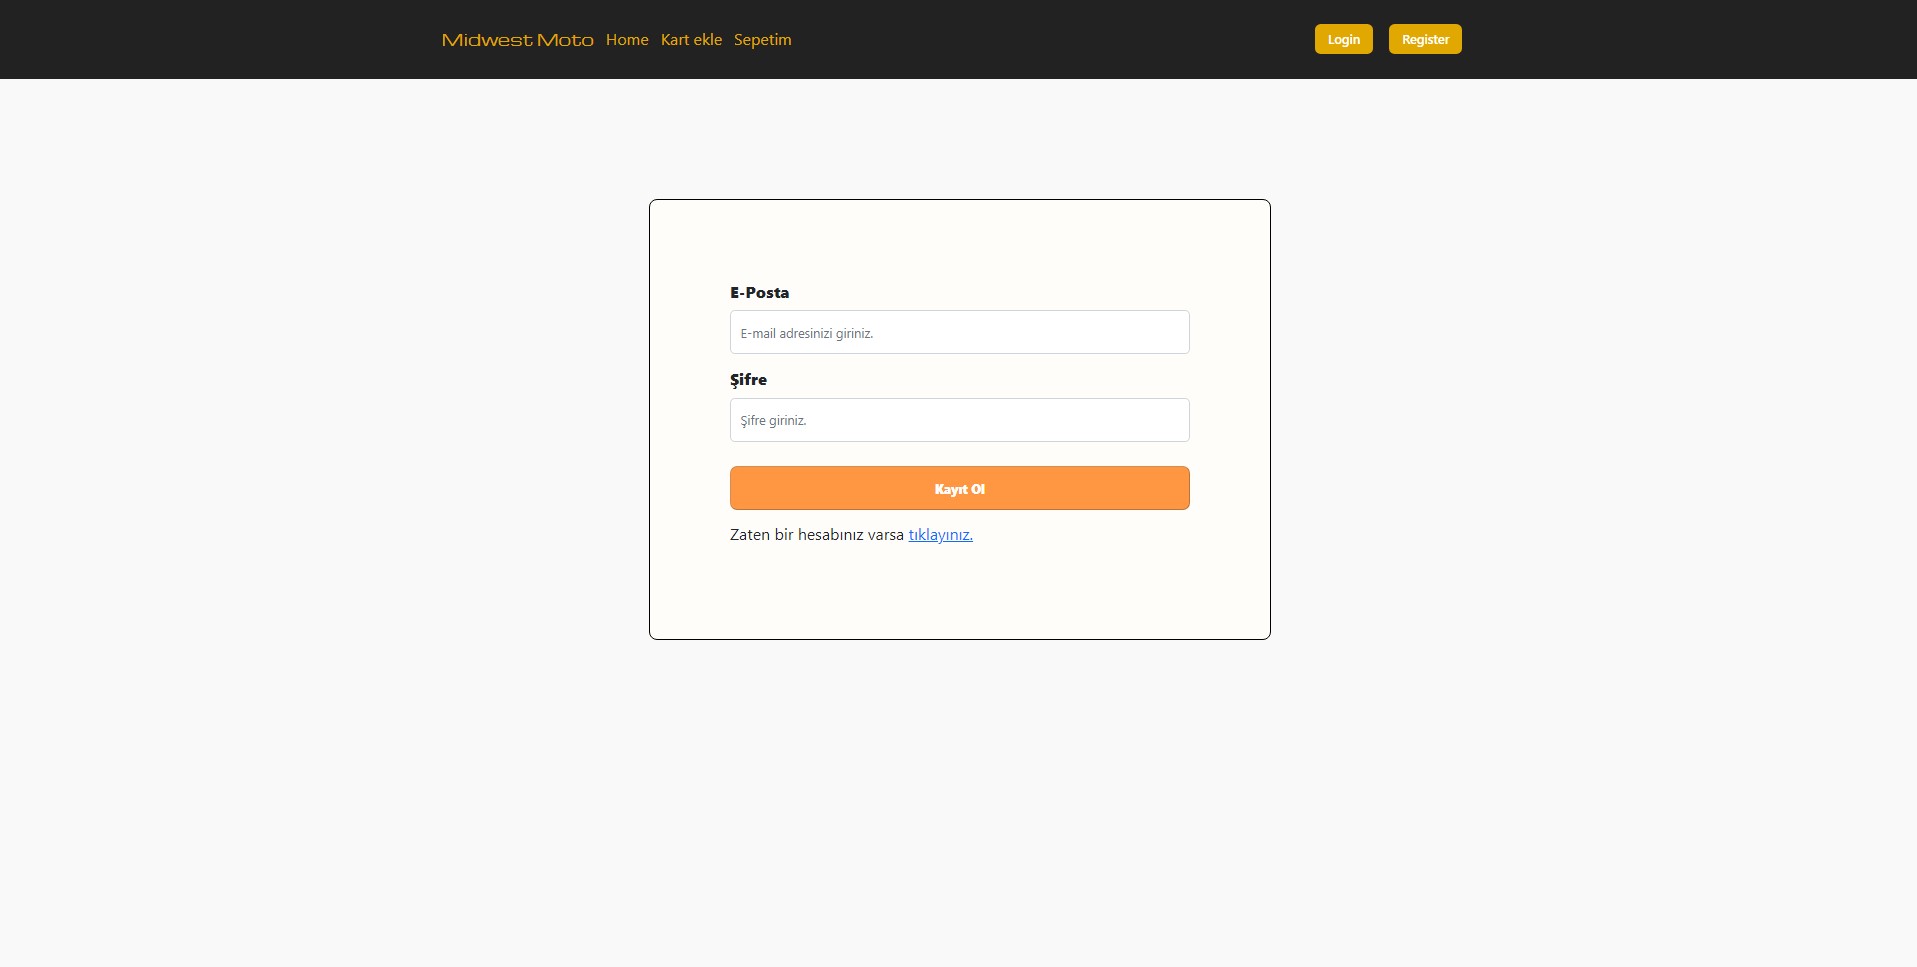 Midwest Moto Home Kart ekle Sepetim Login Register
E-Posta
E-mail adresinizi giriniz.
Şifre
Şifre giriniz.
Kayıt Ol
Zaten bir hesabınız varsa tıklayınız.